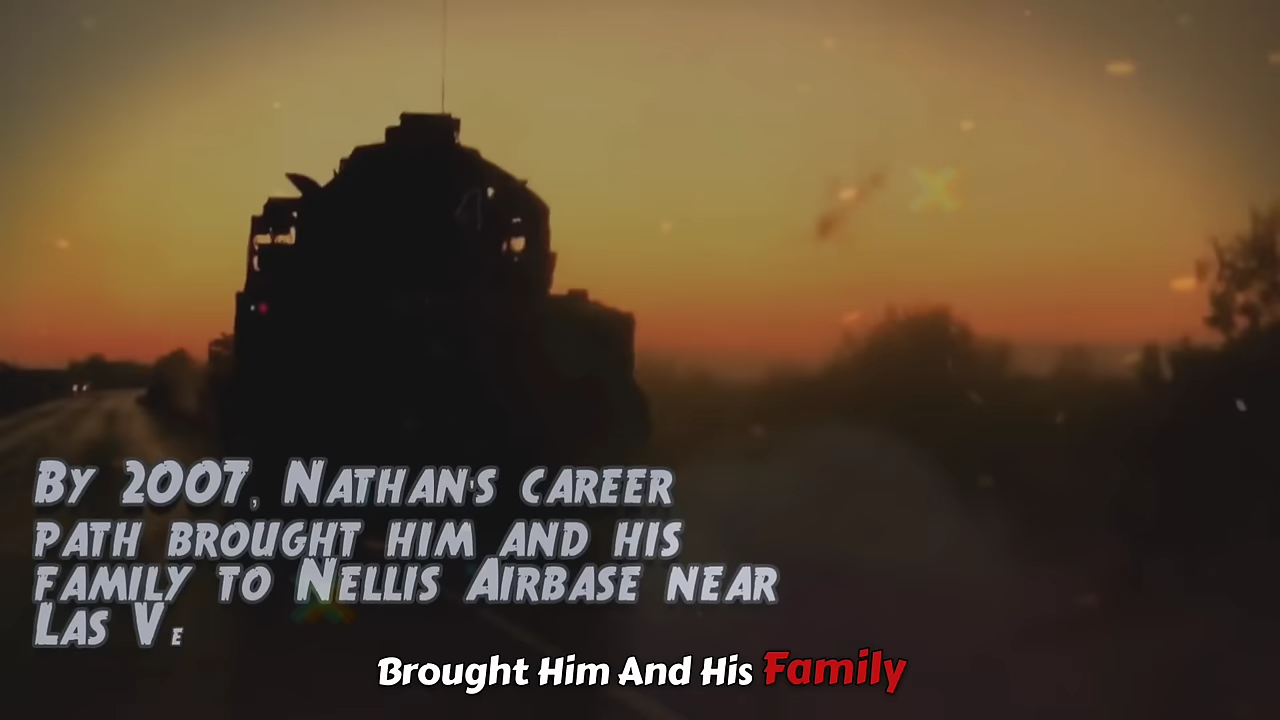 By 2007, Nathan's career
path brought him and his
family to Nellis Airbase near
Las Ve
Brought Him And His Family